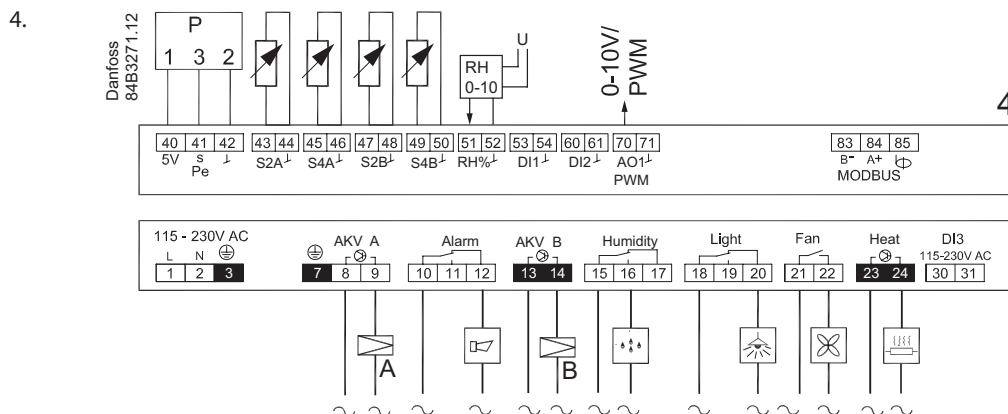 4.
Danfoss
84B3271.12
P
1 3 2
RH
0-10
U
0-10V/
PWM
4
40 41 42 43 44 45 46 47 48 49 50 51 52 53 54 60 61 70 71 83 84 85
5V s ⊥ S2A⊥ S4A⊥ S2B⊥ S4B⊥ RH%⊥ DI1⊥ DI2⊥ AO1⊥ B- A+
Pe PWM MODBUS
115 - 230V AC AKV A Alarm AKV B Humidity Light Fan Heat DI3
L N 115-230V AC
1 2 3 7 8 9 10 11 12 13 14 15 16 17 18 19 20 21 22 23 24 30 31
A B